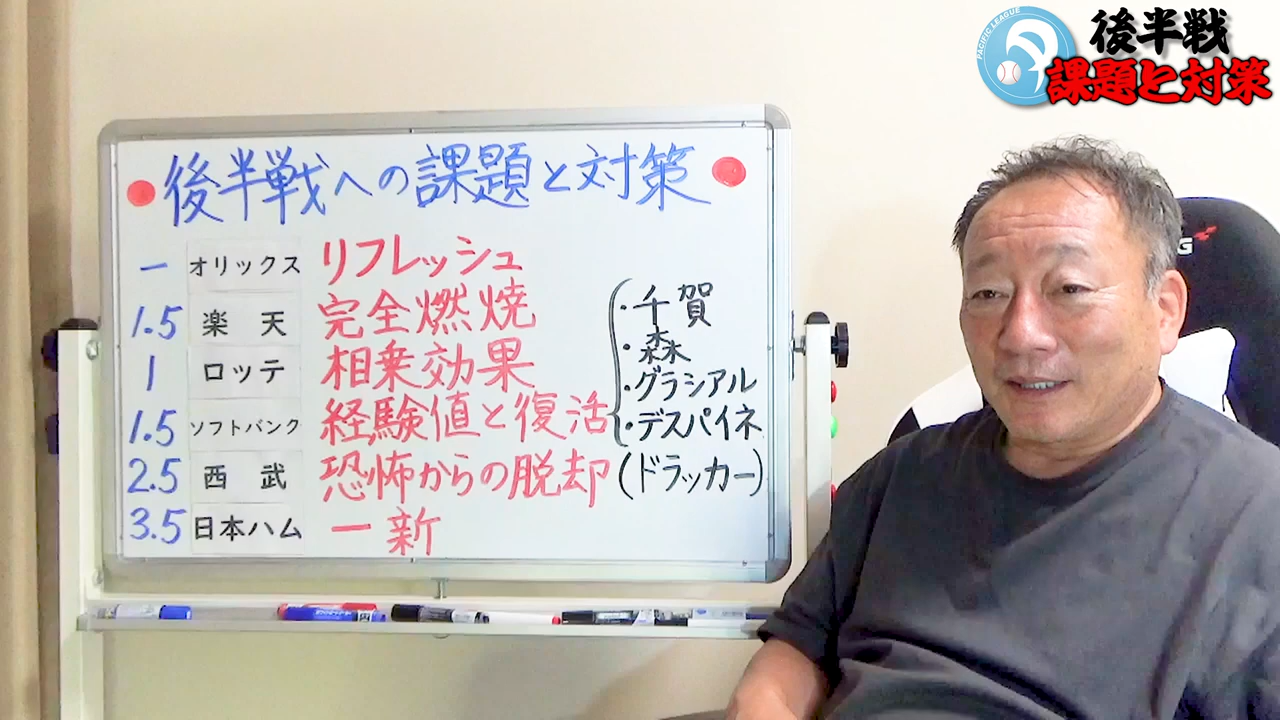 PACIFIC LEAGUE
後半戦
課題と対策
後半戦への課題と対策
ー オリックス リフレッシュ
1.5 楽天 完全燃焼
1 ロッテ 相乗効果
1.5 ソフトバンク 経験値と復活
・千賀
・森
・グラシアル
・デスパイネ
2.5 西武 恐怖からの脱却(ドラッカー)
3.5 日本ハム 一新
G